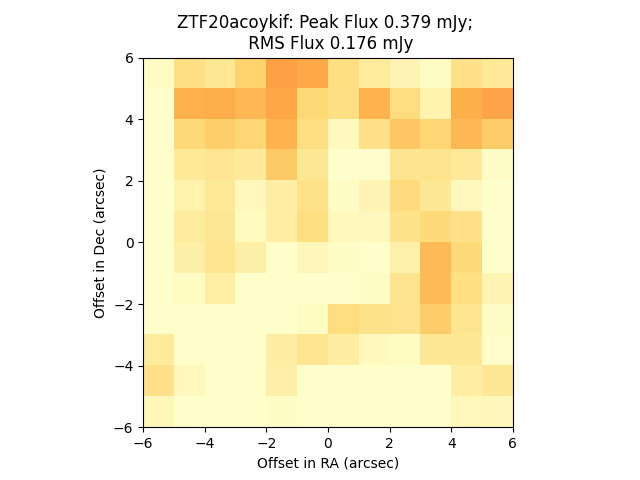 ZTF20acoykif: Peak Flux 0.379 mJy;
RMS Flux 0.176 mJy
6
4
2
0
−2
−4
−6
Offset in Dec (arcsec)
−6 −4 −2 0 2 4 6
Offset in RA (arcsec)